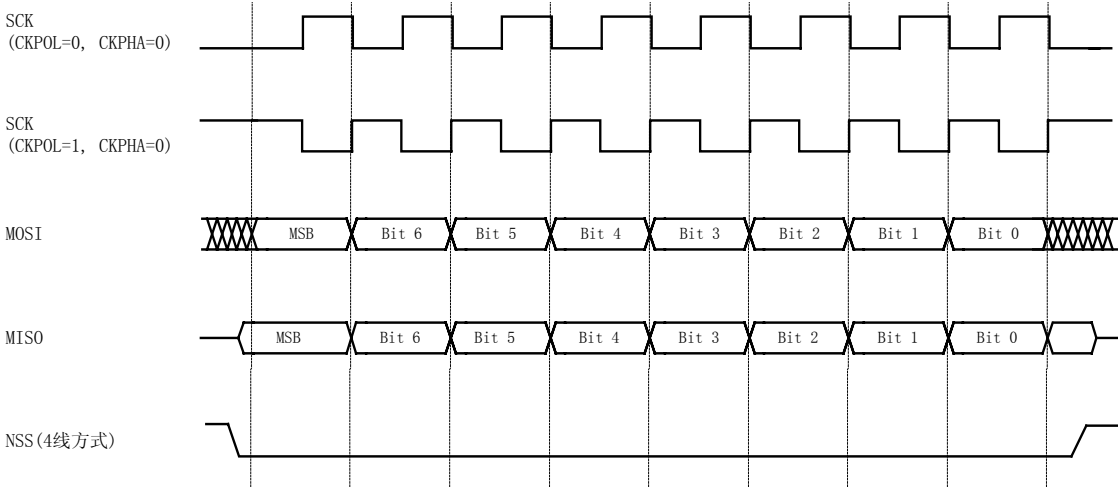 SCK
(CKPOL=0, CKPHA=0)
SCK
(CKPOL=1, CKPHA=0)
MOSI
MSB
Bit 6
Bit 5
Bit 4
Bit 3
Bit 2
Bit 1
Bit 0
MISO
MSB
Bit 6
Bit 5
Bit 4
Bit 3
Bit 2
Bit 1
Bit 0
NSS(4线方式)